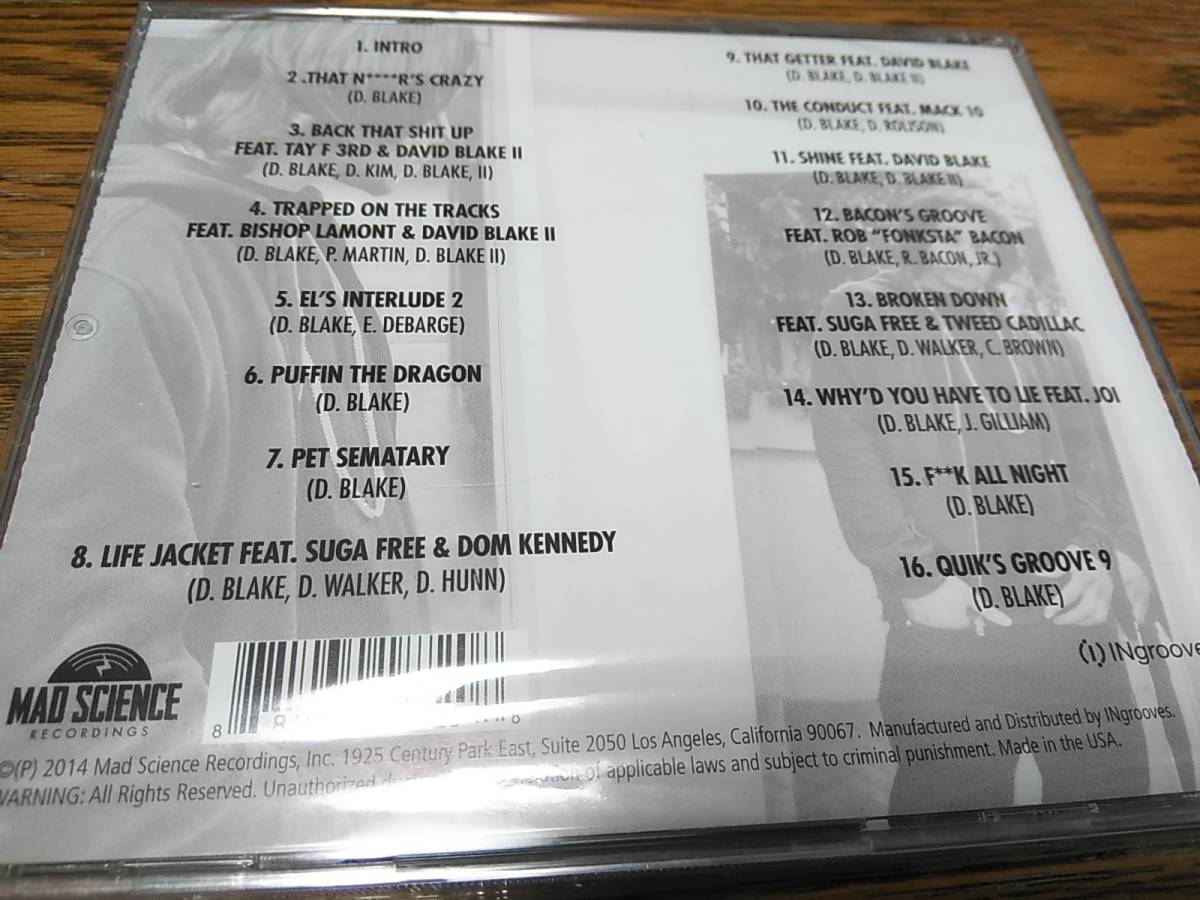 1. INTRO
2 .THAT N****R'S CRAZY
(D. BLAKE)
3. BACK THAT SHIT UP
FEAT. TAY F 3RD & DAVID BLAKE II
(D. BLAKE, D. KIM, D. BLAKE, II)
4. TRAPPED ON THE TRACKS
FEAT. BISHOP LAMONT & DAVID BLAKE II
(D. BLAKE, P. MARTIN, D. BLAKE II)
5. EL'S INTERLUDE 2
(D. BLAKE, E. DEBARGE)
6. PUFFIN THE DRAGON
(D. BLAKE)
7. PET SEMATARY
(D. BLAKE)
8. LIFE JACKET FEAT. SUGA FREE & DOM KENNEDY
(D. BLAKE, D. WALKER, D. HUNN)
9. THAT GETTER FEAT. DAVID BLAKE
(D. BLAKE, D. BLAKE II)
10. THE CONDUCT FEAT. MACK 10
(D. BLAKE, D. ROLISON)
11. SHINE FEAT. DAVID BLAKE
(D. BLAKE, D. BLAKE II)
12. BACON'S GROOVE
FEAT. ROB "FONKSTA" BACON
(D. BLAKE, R. BACON, JR.)
13. BROKEN DOWN
FEAT. SUGA FREE & TWEED CADILLAC
(D. BLAKE, D. WALKER, C. BROWN)
14. WHY'D YOU HAVE TO LIE FEAT. JOI
(D. BLAKE, J. GILLIAM)
15. F**K ALL NIGHT
(D. BLAKE)
16. QUIK'S GROOVE 9
(D. BLAKE)
INgroove
MAD SCIENCE
RECORDINGS
©(P) 2014 Mad Science Recordings, Inc. 1925 Century Park East, Suite 2050 Los Angeles, California 90067. Manufactured and Distributed by INgrooves.
WARNING: All Rights Reserved. Unauthorized of applicable laws and subject to criminal punishment. Made in the USA.